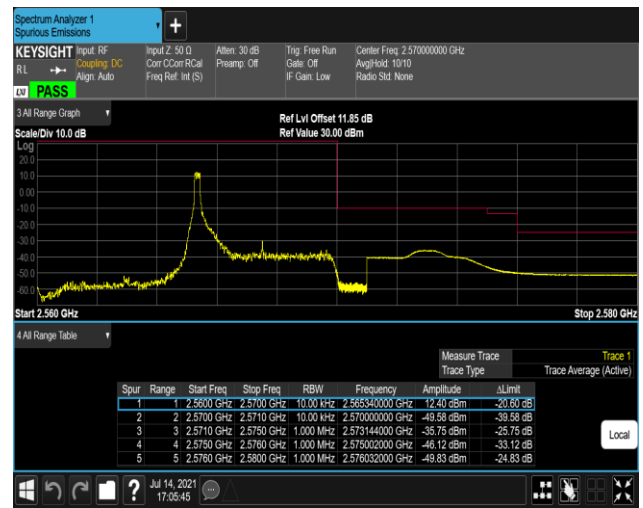 Spectrum Analyzer 1
Spurious Emissions
+
KEYSIGHT Input: RF Input Z: 50 Ω Atten: 30 dB Trig: Free Run Center Freq: 2.570000000 GHz
RL Coupling: DC Corr CCorr RCal Preamp: Off Gate: Off Avg|Hold: 10/10
Align: Auto Freq Ref: Int (S) IF Gain: Low Radio Std: None
LXI PASS
3 All Range Graph
Ref Lvl Offset 11.85 dB
Scale/Div 10.0 dB Ref Value 30.00 dBm
Log
20.0
10.0
0.00
-10.0
-20.0
-30.0
-40.0
-50.0
-60.0
Start 2.560 GHz Stop 2.580 GHz
4 All Range Table
Measure Trace Trace 1
Trace Type Trace Average (Active)
Spur Range Start Freq Stop Freq RBW Frequency Amplitude ΔLimit
1 1 2.5600 GHz 2.5700 GHz 10.00 kHz 2.565340000 GHz 12.40 dBm -20.60 dB
2 2 2.5700 GHz 2.5710 GHz 10.00 kHz 2.570000000 GHz -49.58 dBm -39.58 dB
3 3 2.5710 GHz 2.5750 GHz 1.000 MHz 2.573144000 GHz -35.75 dBm -25.75 dB
4 4 2.5750 GHz 2.5760 GHz 1.000 MHz 2.575002000 GHz -46.12 dBm -33.12 dB
5 5 2.5760 GHz 2.5800 GHz 1.000 MHz 2.576032000 GHz -49.83 dBm -24.83 dB
Local
? Jul 14, 2021
17:05:45